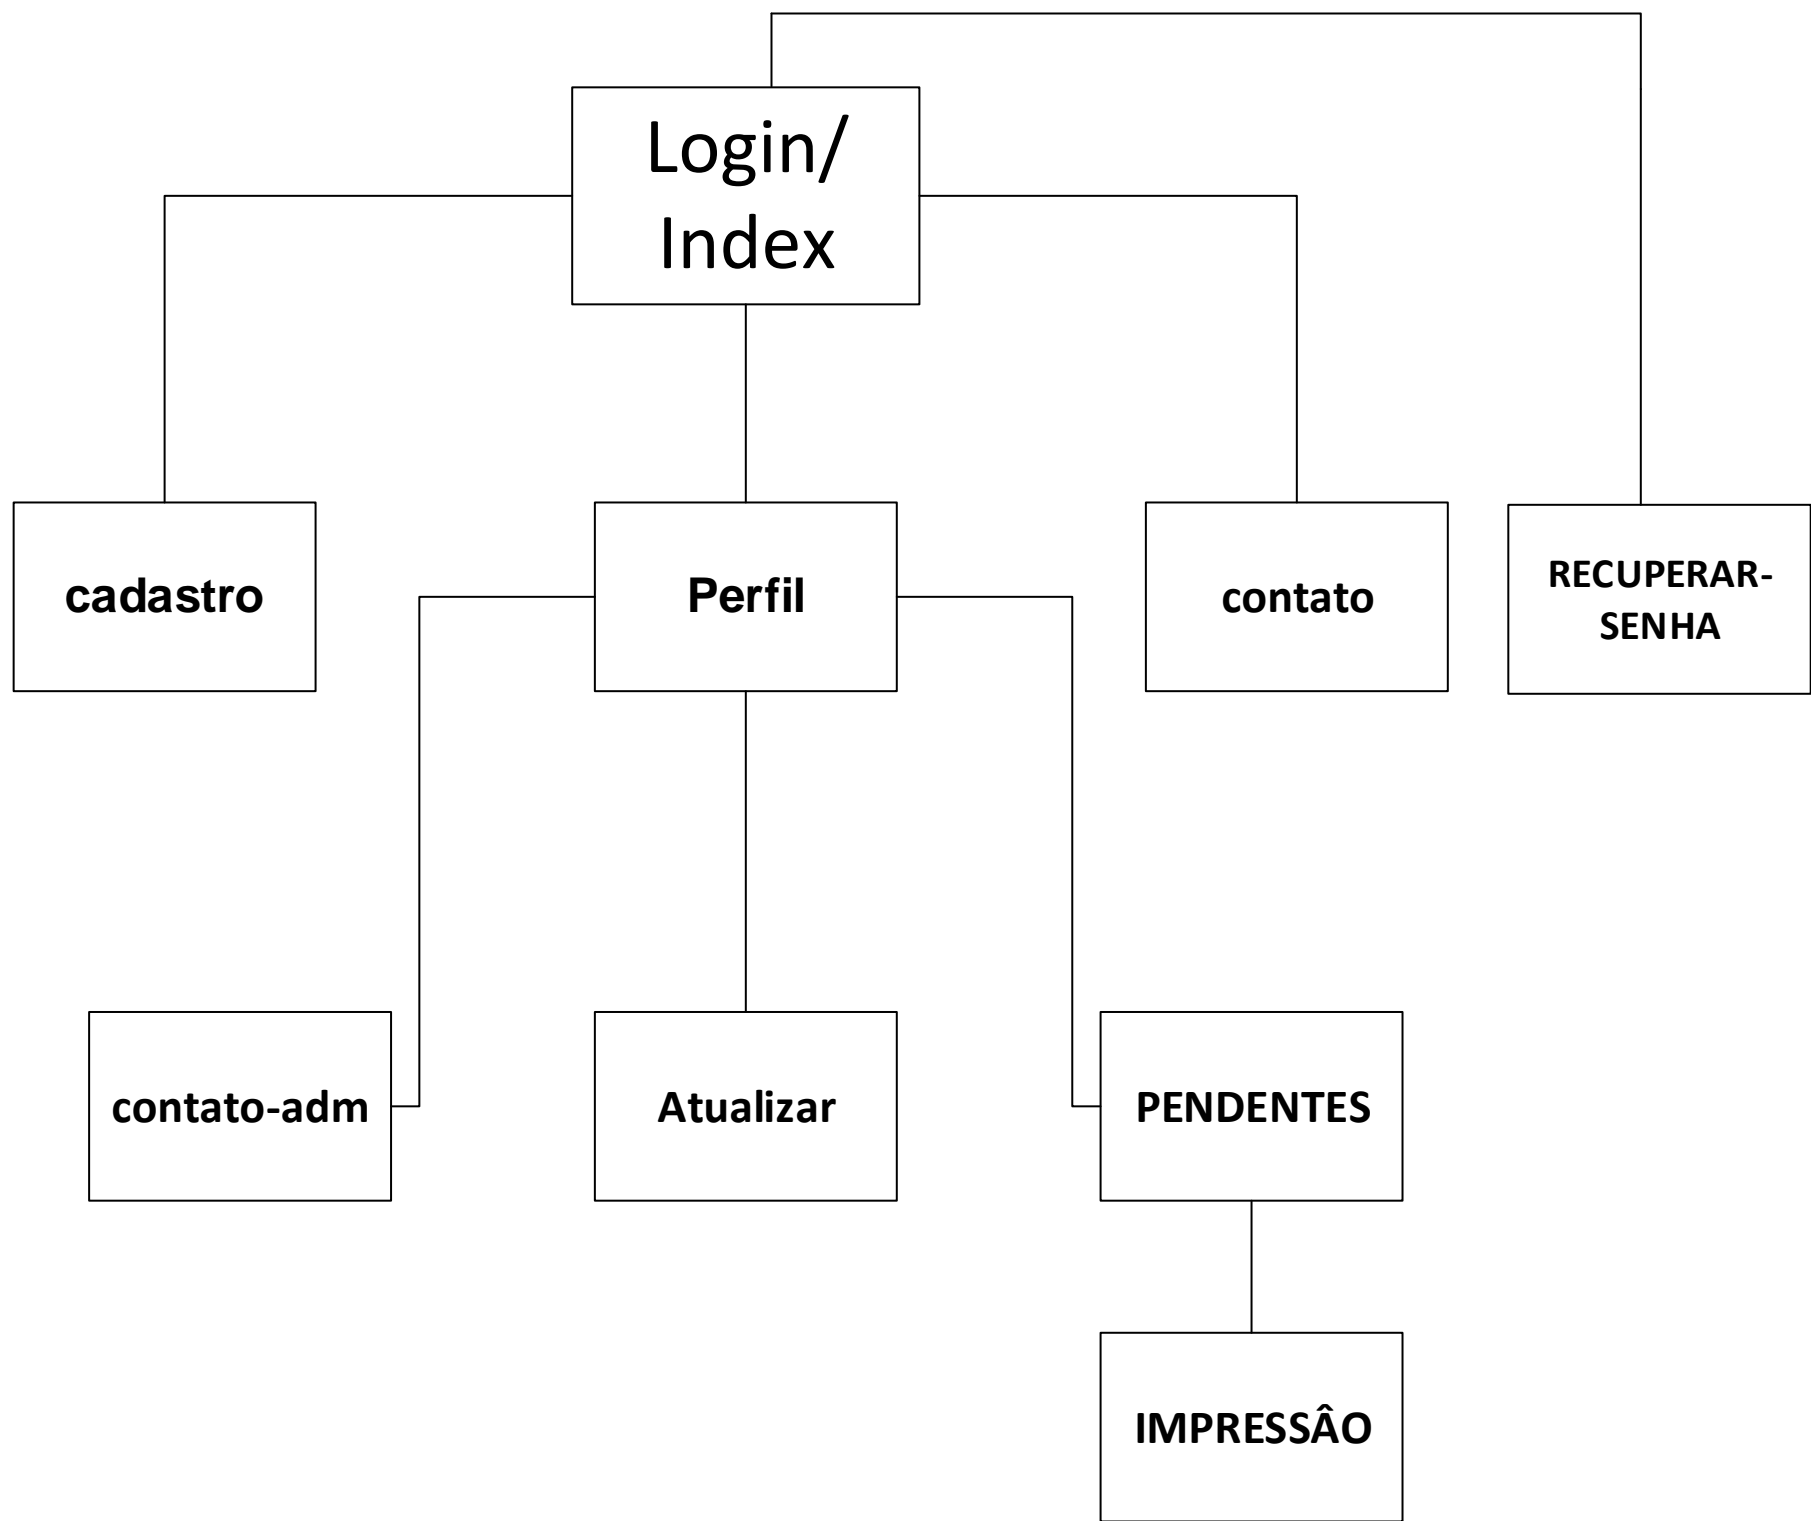 Login/
Index
cadastro
Perfil
contato
RECUPERAR-
SENHA
contato-adm
Atualizar
PENDENTES
IMPRESSÂO